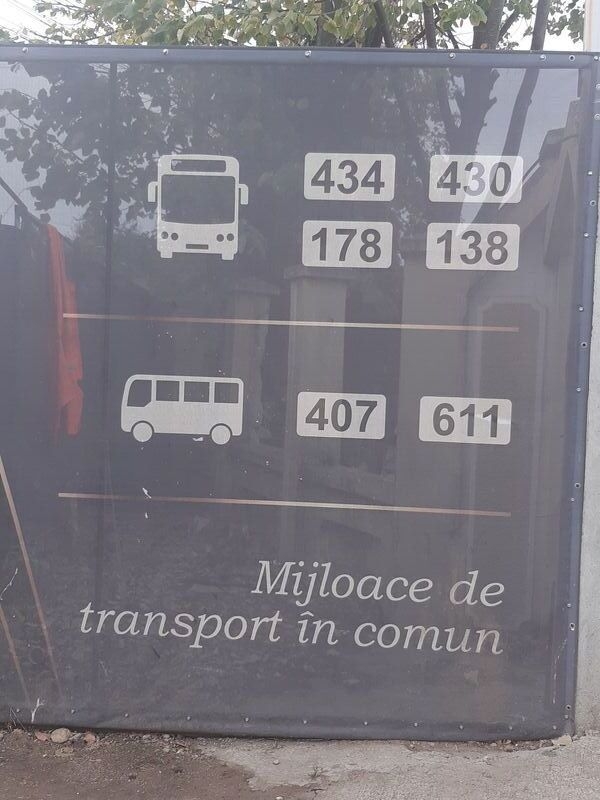 434 430
178 138
407 611
Mijloace de
transport în comun